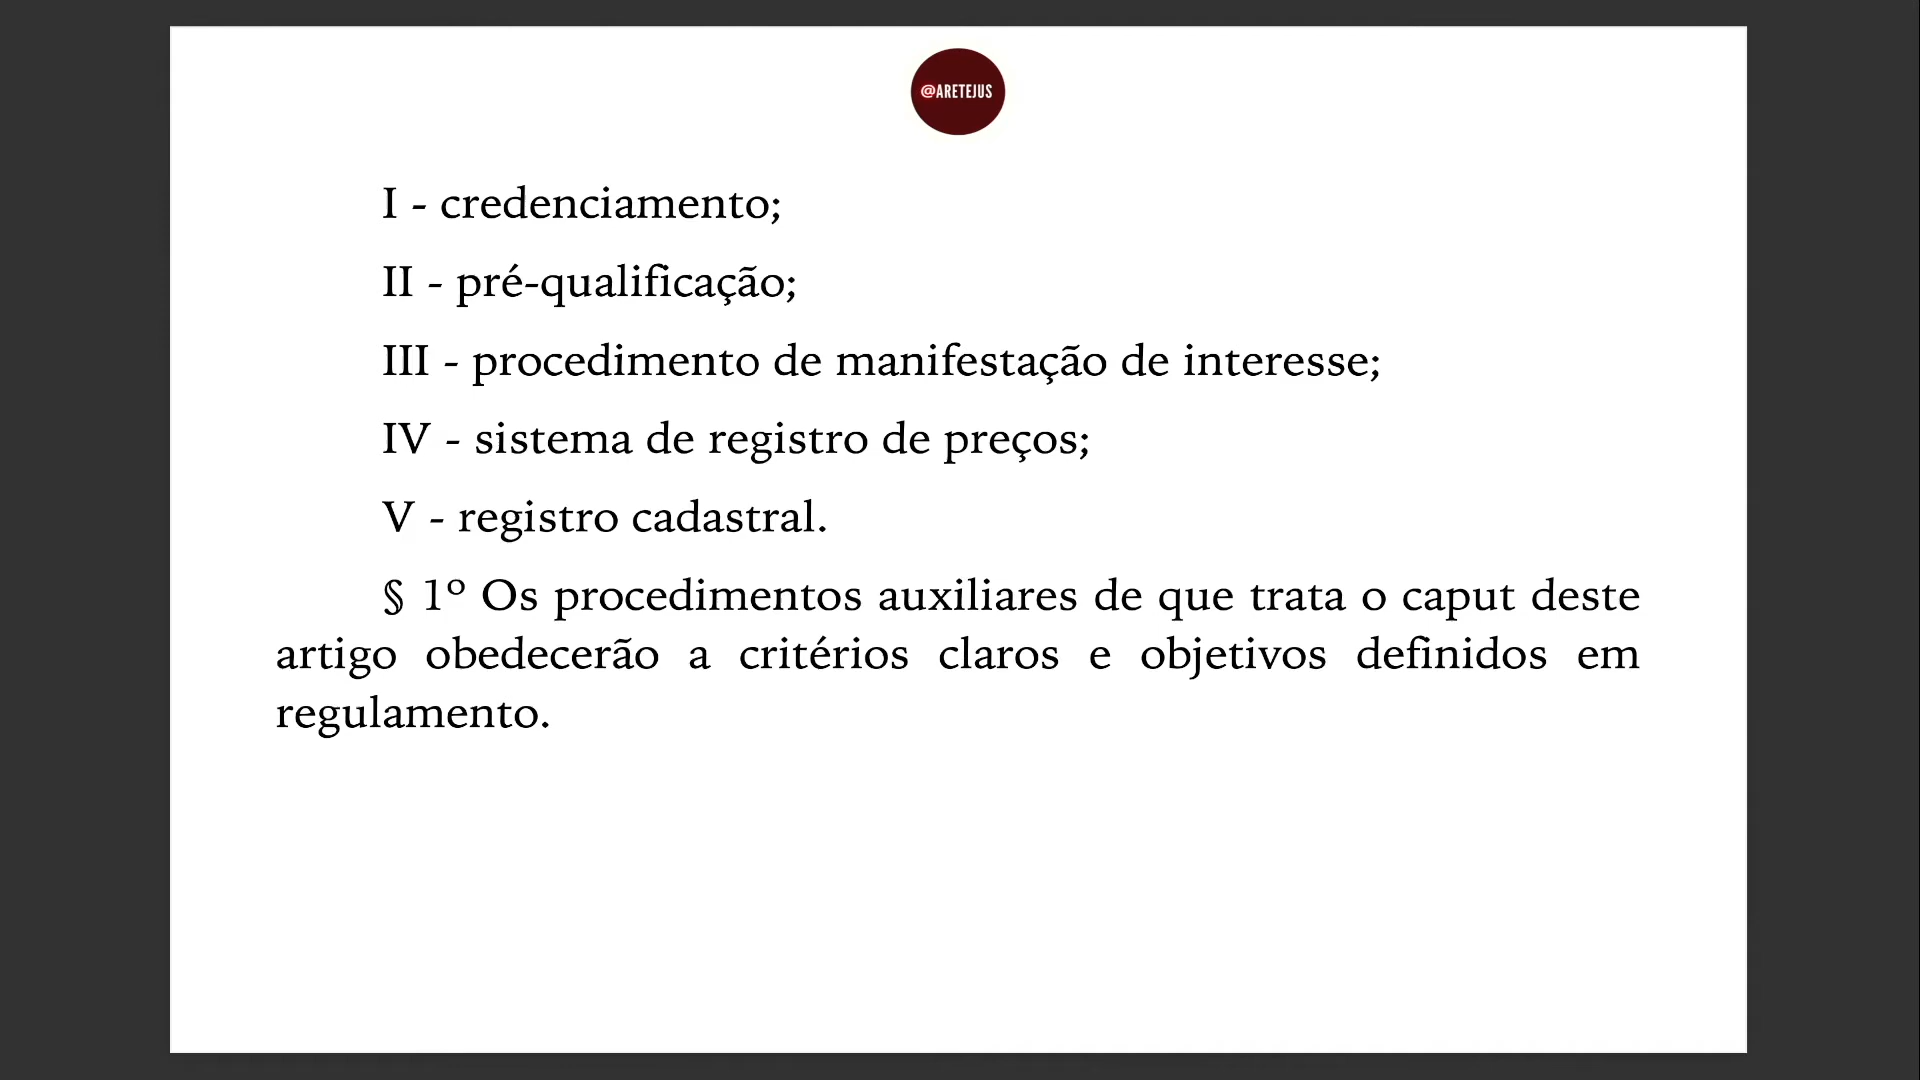 @ARETEJUS
I - credenciamento;
II - pré-qualificação;
III - procedimento de manifestação de interesse;
IV - sistema de registro de preços;
V - registro cadastral.
§ 1º Os procedimentos auxiliares de que trata o caput deste
artigo obedecerão a critérios claros e objetivos definidos em
regulamento.